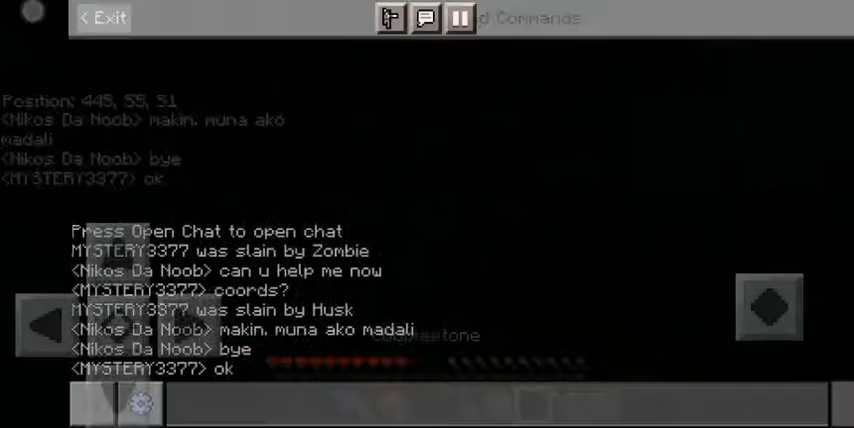 < Exit
d Commands
Position: 445, 55, 51
<Nikos Da Noob> makin. muna ako
madali
<Nikos Da Noob> bye
<MYSTERY3377> ok
Press Open Chat to open chat
MYSTERY3377 was slain by Zombie
<Nikos Da Noob> can u help me now
<MYSTERY3377> coords?
MYSTERY3377 was slain by Husk
<Nikos Da Noob> makin. muna ako madali
<Nikos Da Noob> bye
<MYSTERY3377> ok